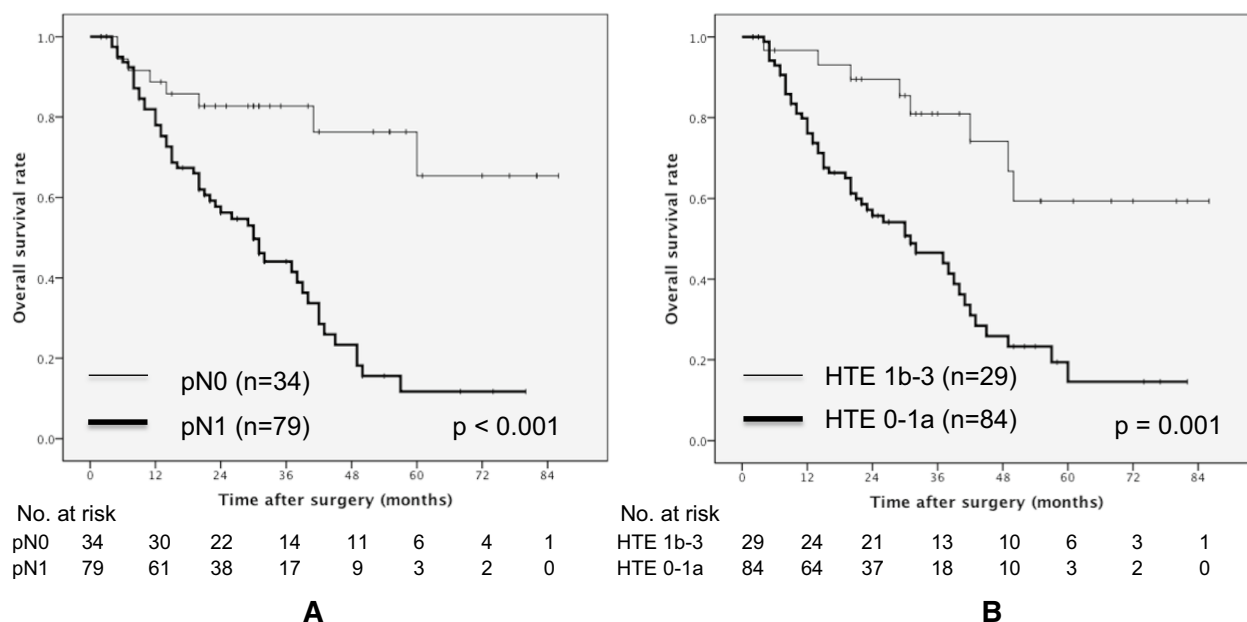 1.0
0.8
0.6
0.4
0.2
0.0
Overall survival rate
pN0 (n=34)
pN1 (n=79)
p < 0.001
0 12 24 36 48 60 72 84
Time after surgery (months)
No. at risk
pN0 34 30 22 14 11 6 4 1
pN1 79 61 38 17 9 3 2 0
A
1.0
0.8
0.6
0.4
0.2
0.0
Overall survival rate
HTE 1b-3 (n=29)
HTE 0-1a (n=84)
p = 0.001
0 12 24 36 48 60 72 84
Time after surgery (months)
No. at risk
HTE 1b-3 29 24 21 13 10 6 3 1
HTE 0-1a 84 64 37 18 10 3 2 0
B